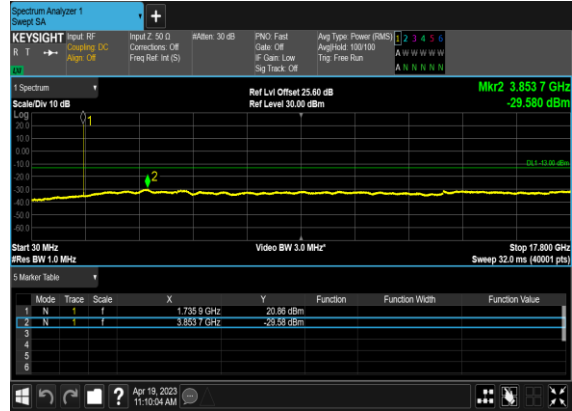 Spectrum Analyzer 1
Swept SA
KEYSIGHT Input: RF Input Z: 50 Ω #Atten: 30 dB PNO: Fast Avg Type: Power (RMS) 1 2 3 4 5 6
R T Coupling: DC Corrections: Off Gate: Off Avg|Hold: 100/100 A W W W W W
Align: Off Freq Ref: Int (S) IF Gain: Low Trig: Free Run
LW Sig Track: Off A N N N N N
1 Spectrum Ref Lvl Offset 25.60 dB Mkr2 3.853 7 GHz
Scale/Div 10 dB Ref Level 30.00 dBm -29.580 dBm
Log
20.0
10.0
0.00
-10.0
-20.0
-30.0
-40.0
-50.0
-60.0
1
DL1 -13.00 dBm
2
Start 30 MHz Video BW 3.0 MHz* Stop 17.800 GHz
#Res BW 1.0 MHz Sweep 32.0 ms (40001 pts)
5 Marker Table
Mode Trace Scale X Y Function Function Width Function Value
1 N 1 f 1.735 9 GHz 20.86 dBm
2 N 1 f 3.853 7 GHz -29.58 dBm
3
4
5
6
? Apr 19, 2023
11:10:04 AM